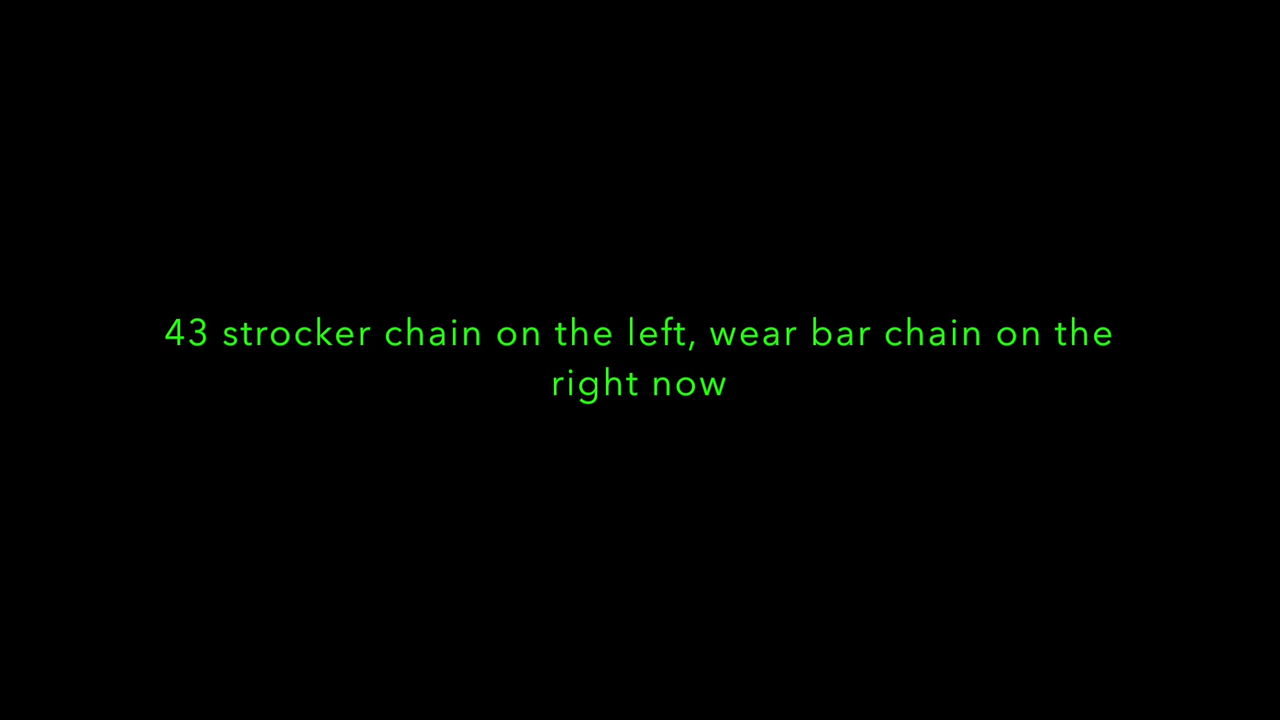 43 strocker chain on the left, wear bar chain on the
right now